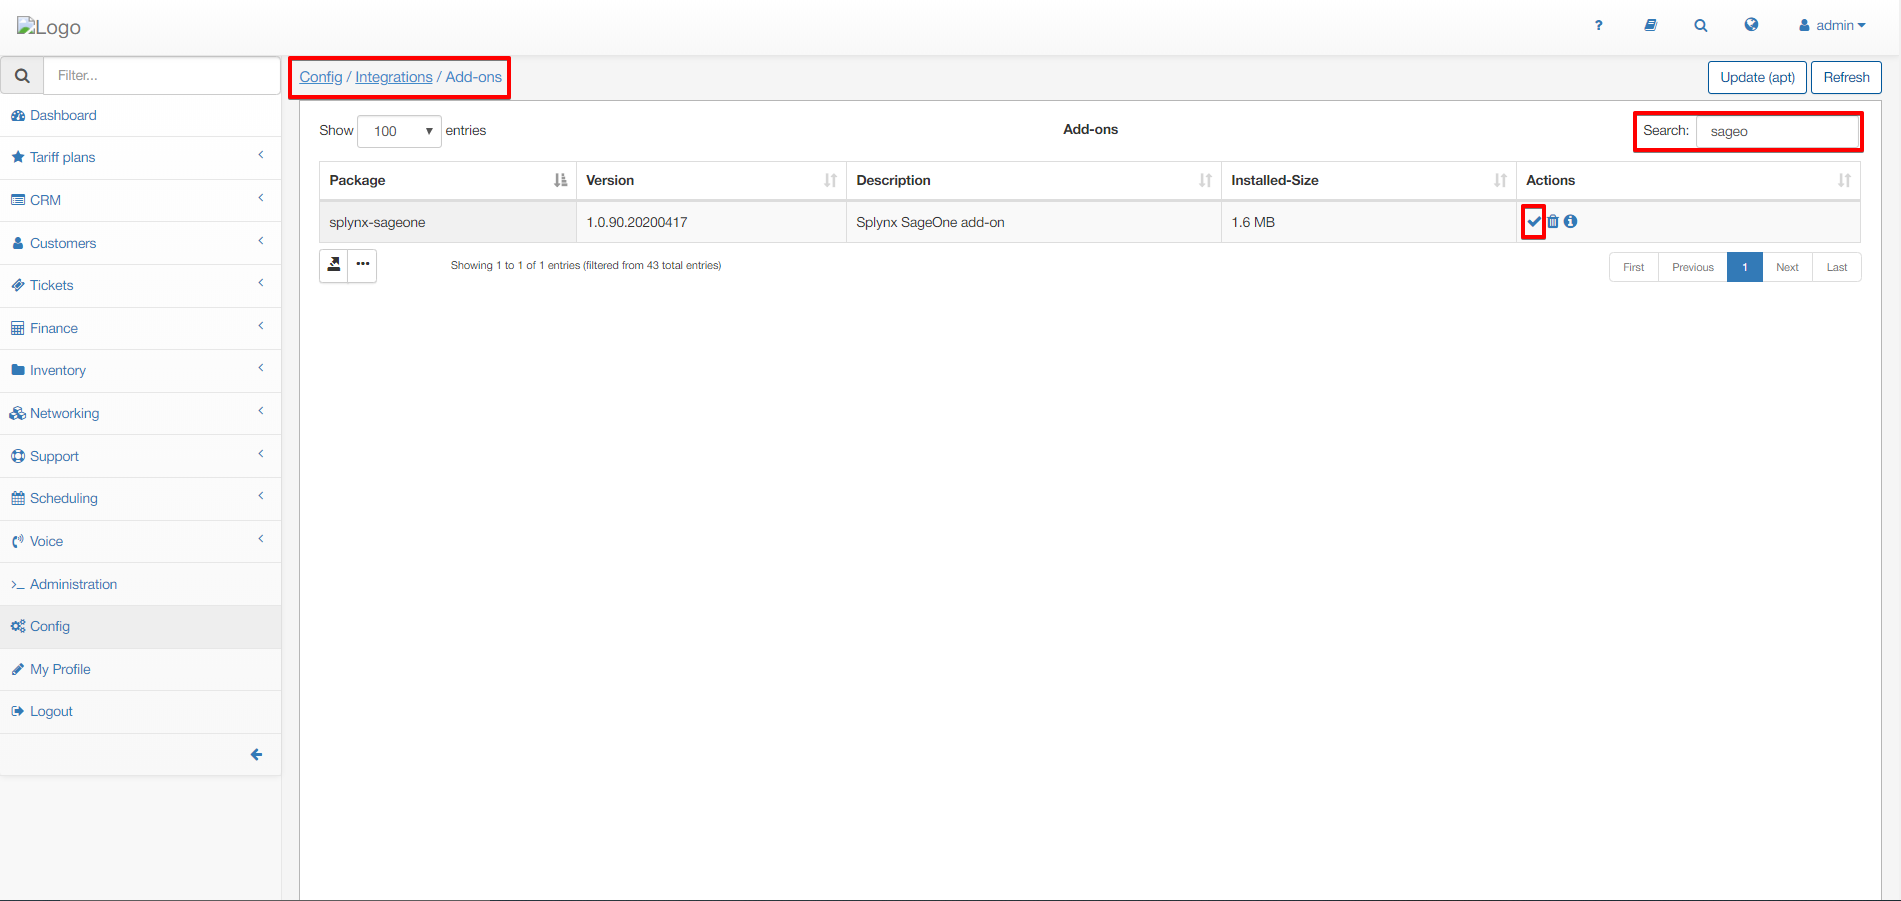 Logo
? admin
Filter...
Config / Integrations / Add-ons
Update (apt) Refresh
Dashboard
Tariff plans
CRM
Customers
Tickets
Finance
Inventory
Networking
Support
Scheduling
Voice
Administration
Config
My Profile
Logout
Show 100 entries
Add-ons
Search: sageo
Package Version Description Installed-Size Actions
splynx-sageone 1.0.90.20200417 Splynx SageOne add-on 1.6 MB
Showing 1 to 1 of 1 entries (filtered from 43 total entries)
First Previous 1 Next Last